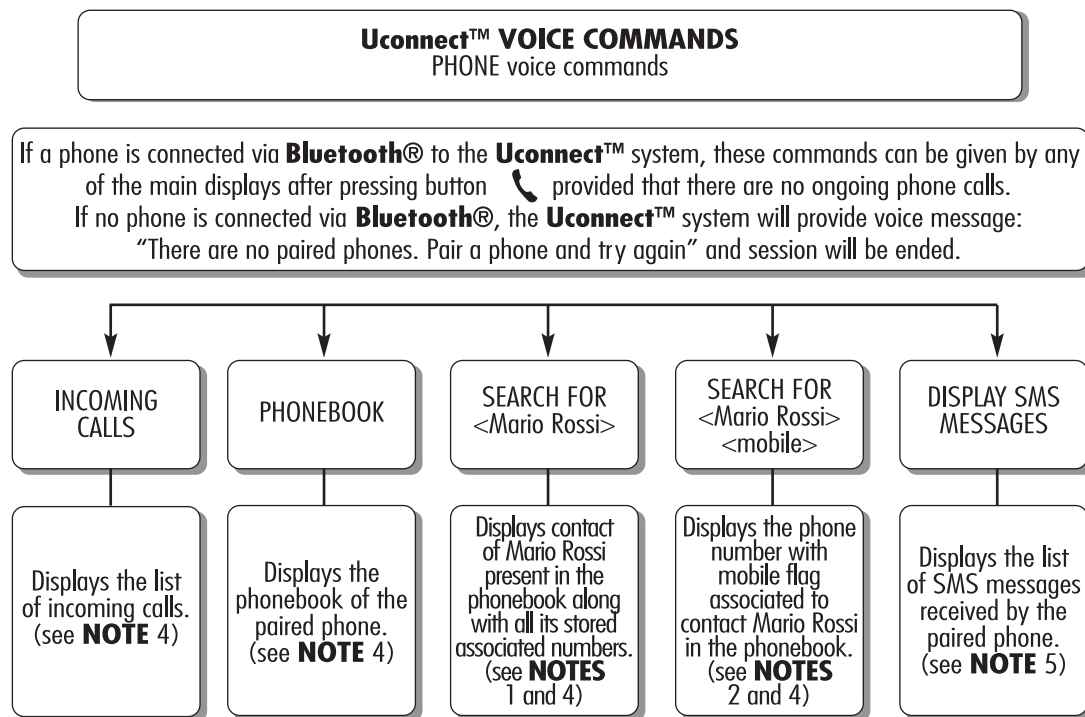 Uconnect™ VOICE COMMANDS
PHONE voice commands
If a phone is connected via Bluetooth® to the Uconnect™ system, these commands can be given by any
of the main displays after pressing button provided that there are no ongoing phone calls.
If no phone is connected via Bluetooth®, the Uconnect™ system will provide voice message:
“There are no paired phones. Pair a phone and try again” and session will be ended.
INCOMING
CALLS
PHONEBOOK
SEARCH FOR
<Mario Rossi>
SEARCH FOR
<Mario Rossi>
<mobile>
DISPLAY SMS
MESSAGES
Displays the list
of incoming calls.
(see NOTE 4)
Displays the
phonebook of the
paired phone.
(see NOTE 4)
Displays contact
of Mario Rossi
present in the
phonebook along
with all its stored
associated numbers.
(see NOTES
1 and 4)
Displays the phone
number with
mobile flag
associated to
contact Mario Rossi
in the phonebook.
(see NOTES
2 and 4)
Displays the list
of SMS messages
received by the
paired phone.
(see NOTE 5)